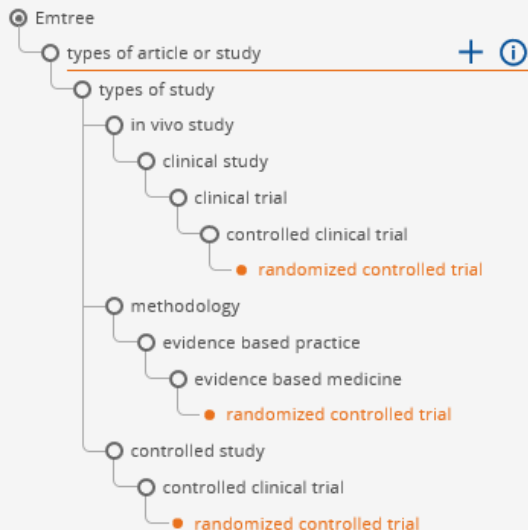 Emtree
types of article or study
types of study
in vivo study
clinical study
clinical trial
controlled clinical trial
randomized controlled trial
methodology
evidence based practice
evidence based medicine
randomized controlled trial
controlled study
controlled clinical trial
randomized controlled trial